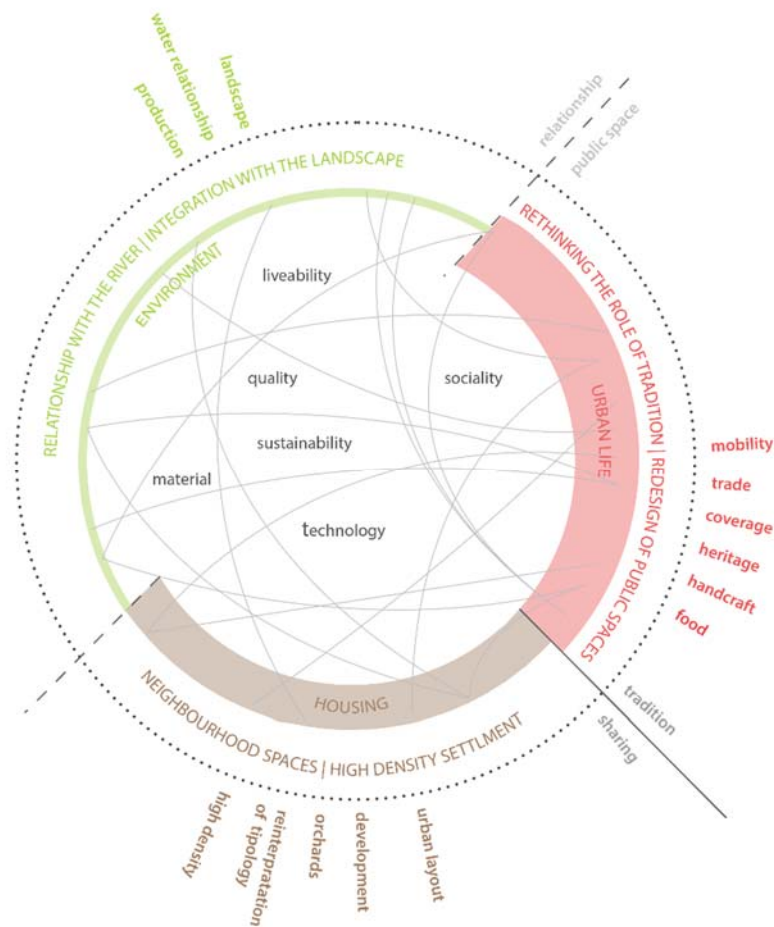 landscape
water relationship
production
relationship
public space
RELATIONSHIP WITH THE RIVER | INTEGRATION WITH THE LANDSCAPE
ENVIRONMENT
RETHINKING THE ROLE OF TRADITION | REDESIGN OF PUBLIC SPACES
URBAN LIFE
liveability
quality
sociality
sustainability
material
technology
mobility
trade
coverage
heritage
handcraft
food
HOUSING
NEIGHBOURHOOD SPACES | HIGH DENSITY SETTLMENT
tradition
sharing
high density
reinterpratation
of tipology
orchards
development
urban layout